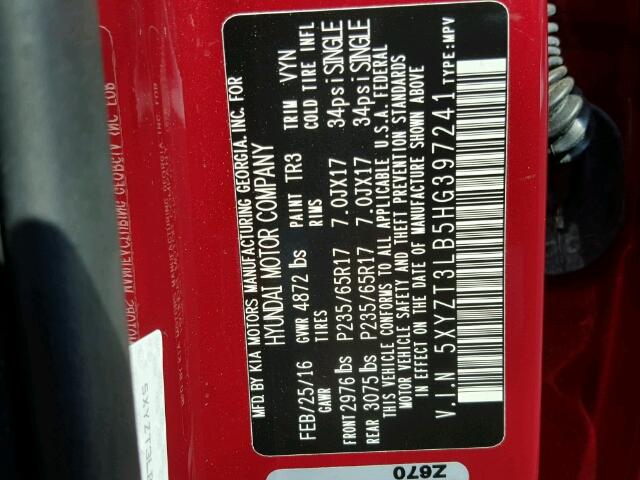 MFD. BY KIA MOTORS MANUFACTURING GEORGIA, INC. FOR
HYUNDAI MOTOR COMPANY
FEB/25/16 GVWR 4872 lbs PAINT TR3 TRIM VYN
GAWR TIRES RIMS COLD TIRE INFL
FRONT 2976 lbs P235/65R17 7.0JX17 34psi SINGLE
REAR 3075 lbs P235/65R17 7.0JX17 34psi SINGLE
THIS VEHICLE CONFORMS TO ALL APPLICABLE U.S.A. FEDERAL
MOTOR VEHICLE SAFETY AND THEFT PREVENTION STANDARDS
IN EFFECT ON THE DATE OF MANUFACTURE SHOWN ABOVE.
V.I.N 5XYZT3LB5HG397241 TYPE:MPV
5XYZT3LB
Z670